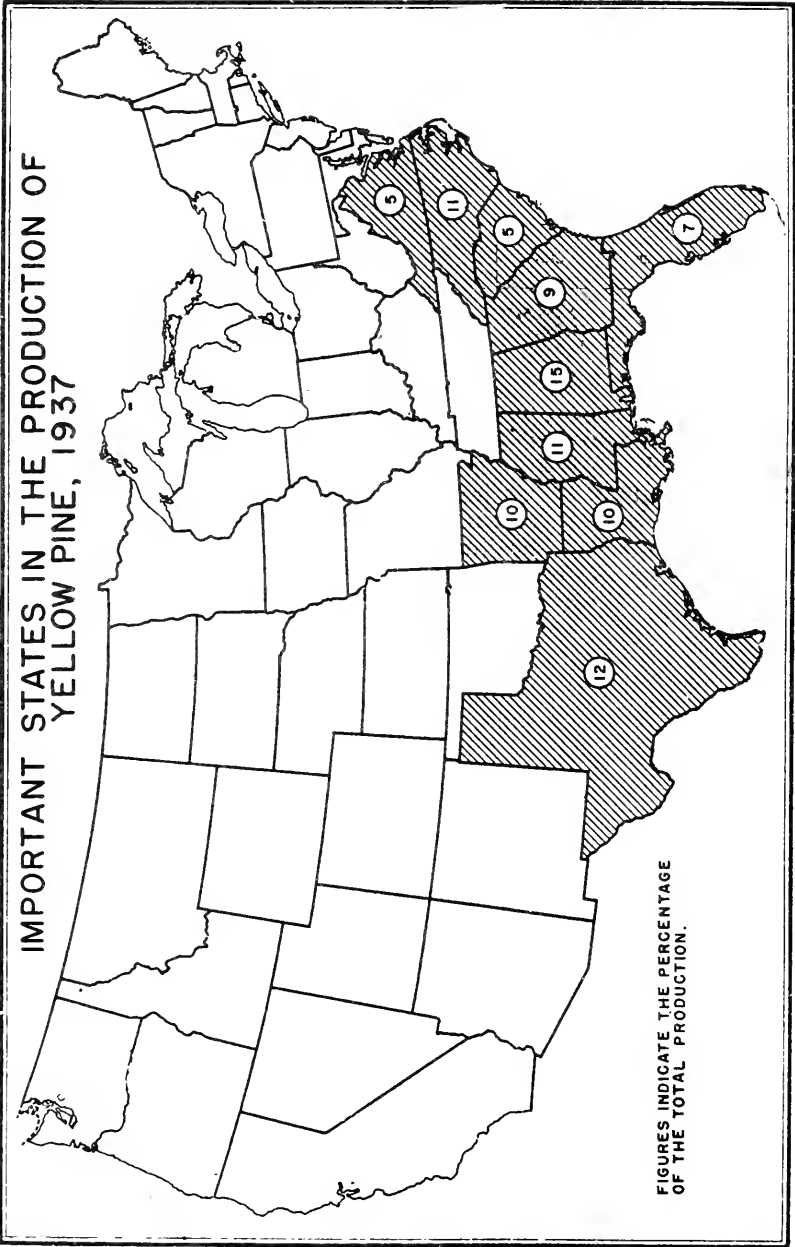 IMPORTANT STATES IN THE PRODUCTION OF
YELLOW PINE, 1937
5
11
5
9
7
15
11
10
10
12
FIGURES INDICATE THE PERCENTAGE
OF THE TOTAL PRODUCTION.